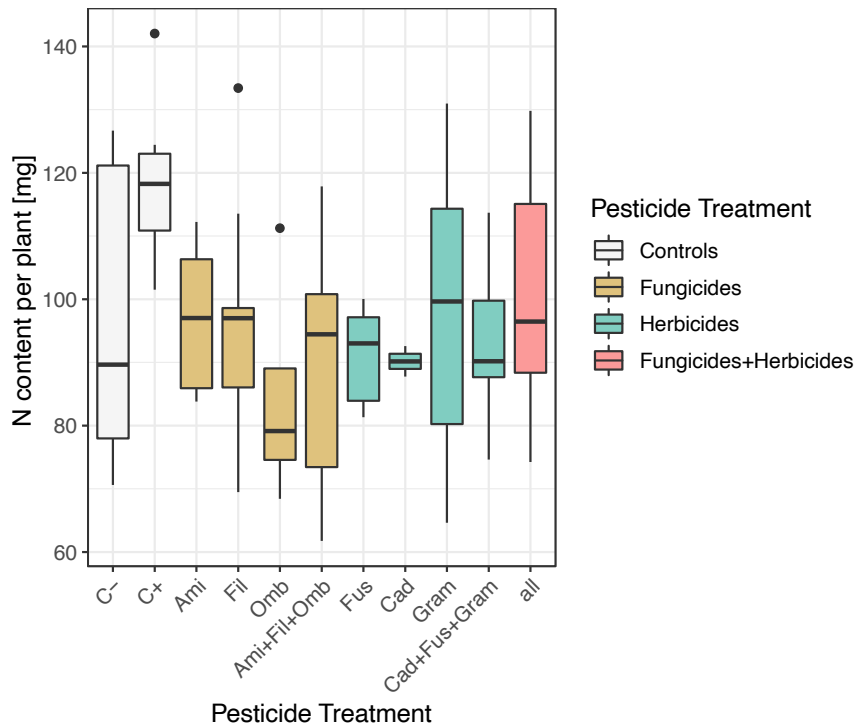 N content per plant [mg]
140
120
100
80
60
C−
C+
Ami
Fil
Omb
Ami+Fil+Omb
Fus
Cad
Gram
Cad+Fus+Gram
all
Pesticide Treatment
Pesticide Treatment
Controls
Fungicides
Herbicides
Fungicides+Herbicides